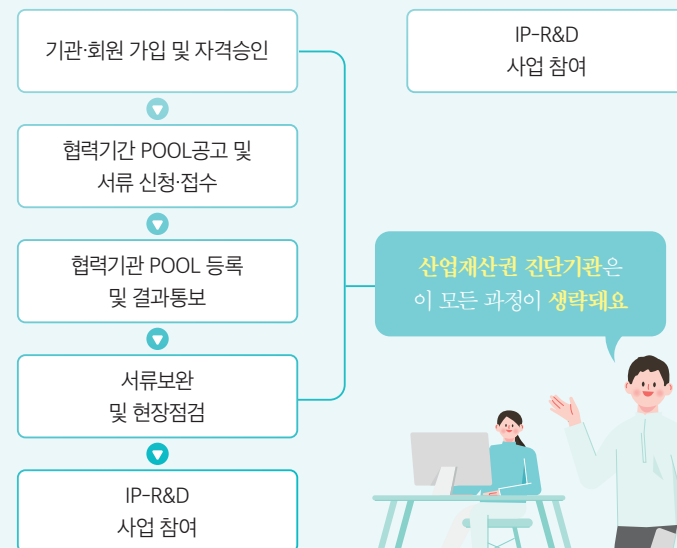 기관·회원 가입 및 자격승인
협력기간 POOL공고 및
서류 신청·접수
협력기관 POOL 등록
및 결과통보
서류보완
및 현장점검
IP-R&D
사업 참여
IP-R&D
사업 참여
산업재산권 진단기관은
이 모든 과정이 생략돼요